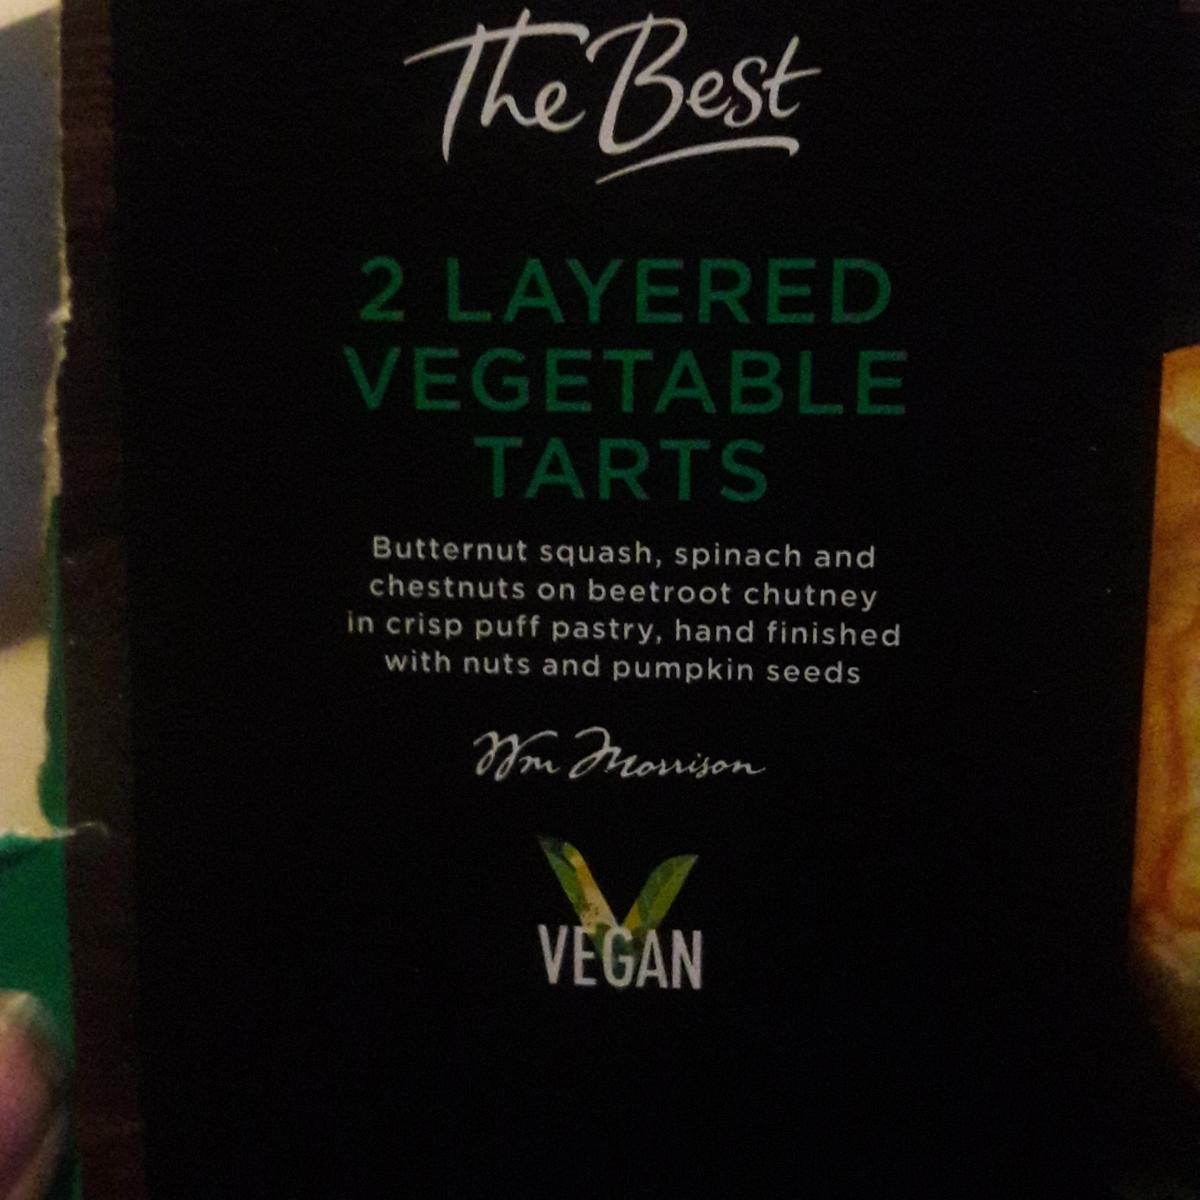 The Best
2 LAYERED
VEGETABLE
TARTS
Butternut squash, spinach and
chestnuts on beetroot chutney
in crisp puff pastry, hand finished
with nuts and pumpkin seeds
Wm Morrison
VEGAN